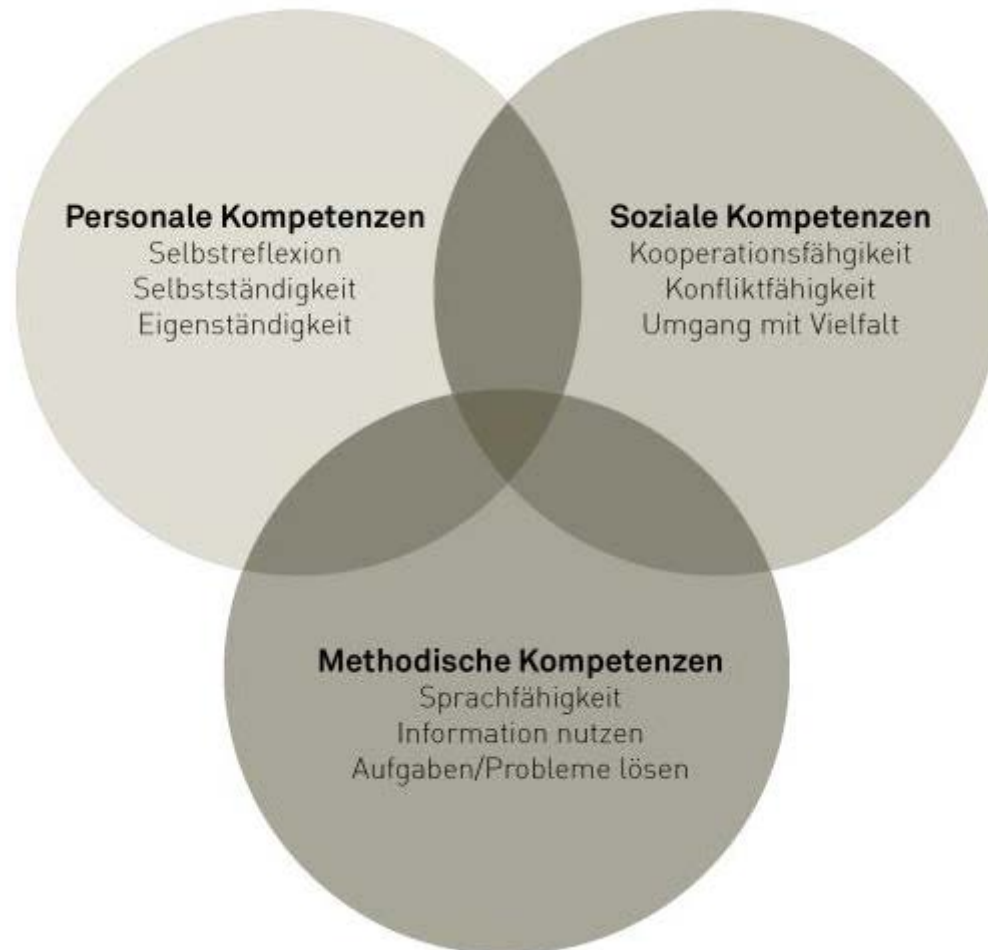 Personale Kompetenzen
Selbstreflexion
Selbstständigkeit
Eigenständigkeit
Soziale Kompetenzen
Kooperationsfähgikeit
Konfliktfähigkeit
Umgang mit Vielfalt
Methodische Kompetenzen
Sprachfähigkeit
Information nutzen
Aufgaben/Probleme lösen